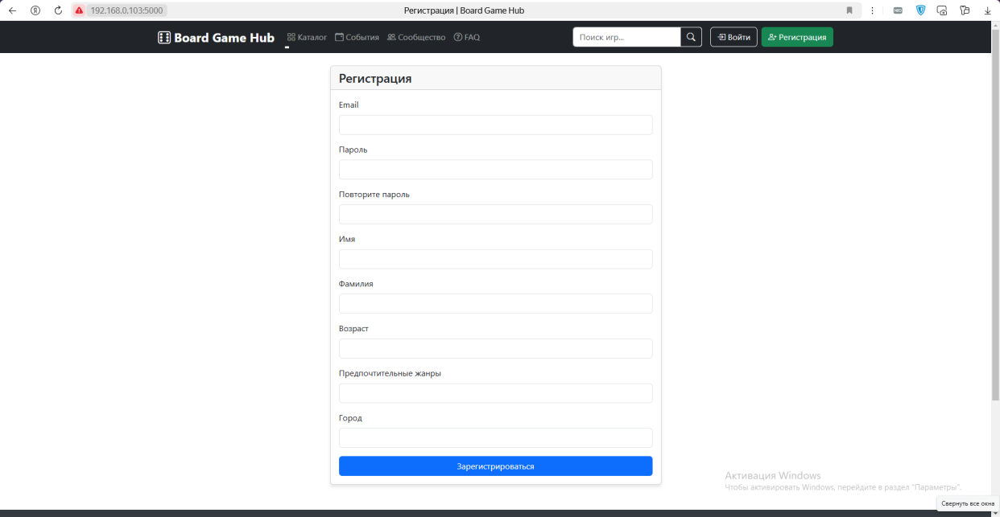 192.168.0.103:5000
Регистрация | Board Game Hub
Board Game Hub
Каталог
События
Сообщество
FAQ
Поиск игр...
Войти
Регистрация
Регистрация
Email
Пароль
Повторите пароль
Имя
Фамилия
Возраст
Предпочтительные жанры
Город
Зарегистрироваться
Активация Windows
Чтобы активировать Windows, перейдите в раздел "Параметры".
Свернуть все окна